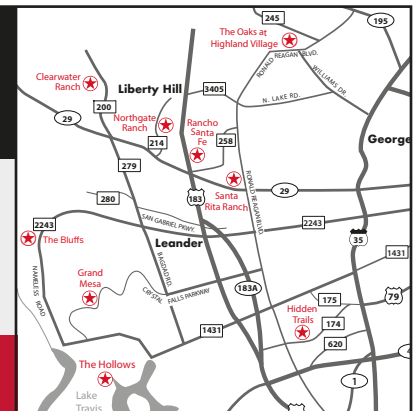 245
195
The Oaks at
Highland Village
RONALD REAGAN BLVD.
WILLIAMS DR
Clearwater
Ranch
Liberty Hill
3405
N. LAKE RD.
200
29
Northgate
Ranch
Rancho
Santa
Fe
258
214
George
279
RONALD REAGAN BLVD.
280
183
Santa
Rita Ranch
29
2243
SAN GABRIEL PKWY.
2243
The Bluffs
Leander
35
1431
NAMELESS ROAD
BAGDAD RD.
Grand
Mesa
CRYSTAL FALLS PARKWAY
183A
175
79
Hidden
Trails
174
1431
620
4
The Hollows
1
Lake
Travis